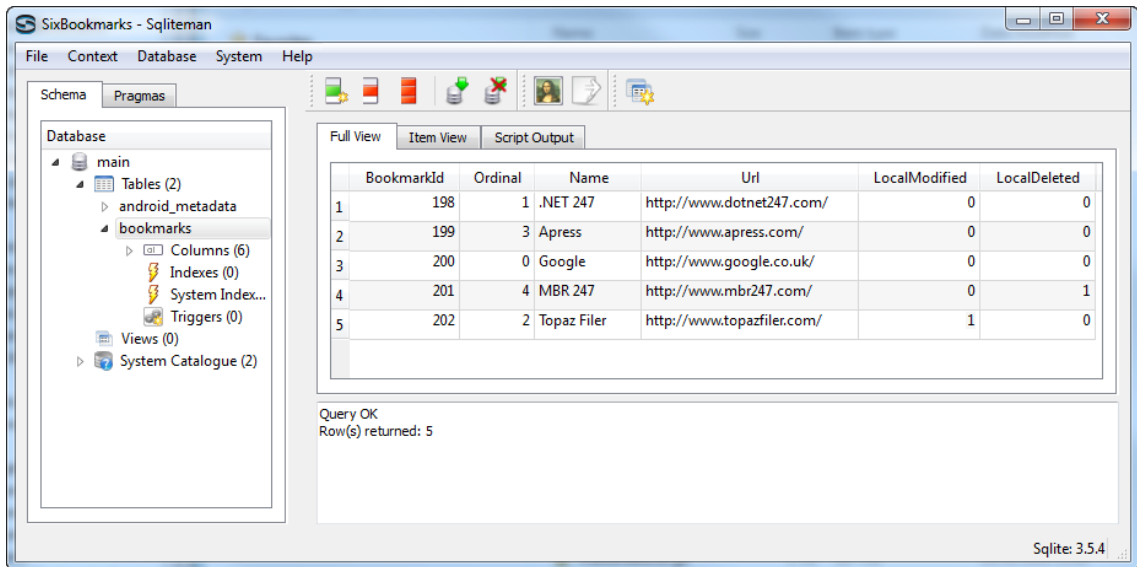 SixBookmarks - Sqliteman
File Context Database System Help
Schema Pragmas
Database
main
Tables (2)
android_metadata
bookmarks
Columns (6)
Indexes (0)
System Index...
Triggers (0)
Views (0)
System Catalogue (2)
Full View Item View Script Output
BookmarkId Ordinal Name Url LocalModified LocalDeleted
1 198 1 .NET 247 http://www.dotnet247.com/ 0 0
2 199 3 Apress http://www.apress.com/ 0 0
3 200 0 Google http://www.google.co.uk/ 0 0
4 201 4 MBR 247 http://www.mbr247.com/ 0 1
5 202 2 Topaz Filer http://www.topazfiler.com/ 1 0
Query OK
Row(s) returned: 5
Sqlite: 3.5.4